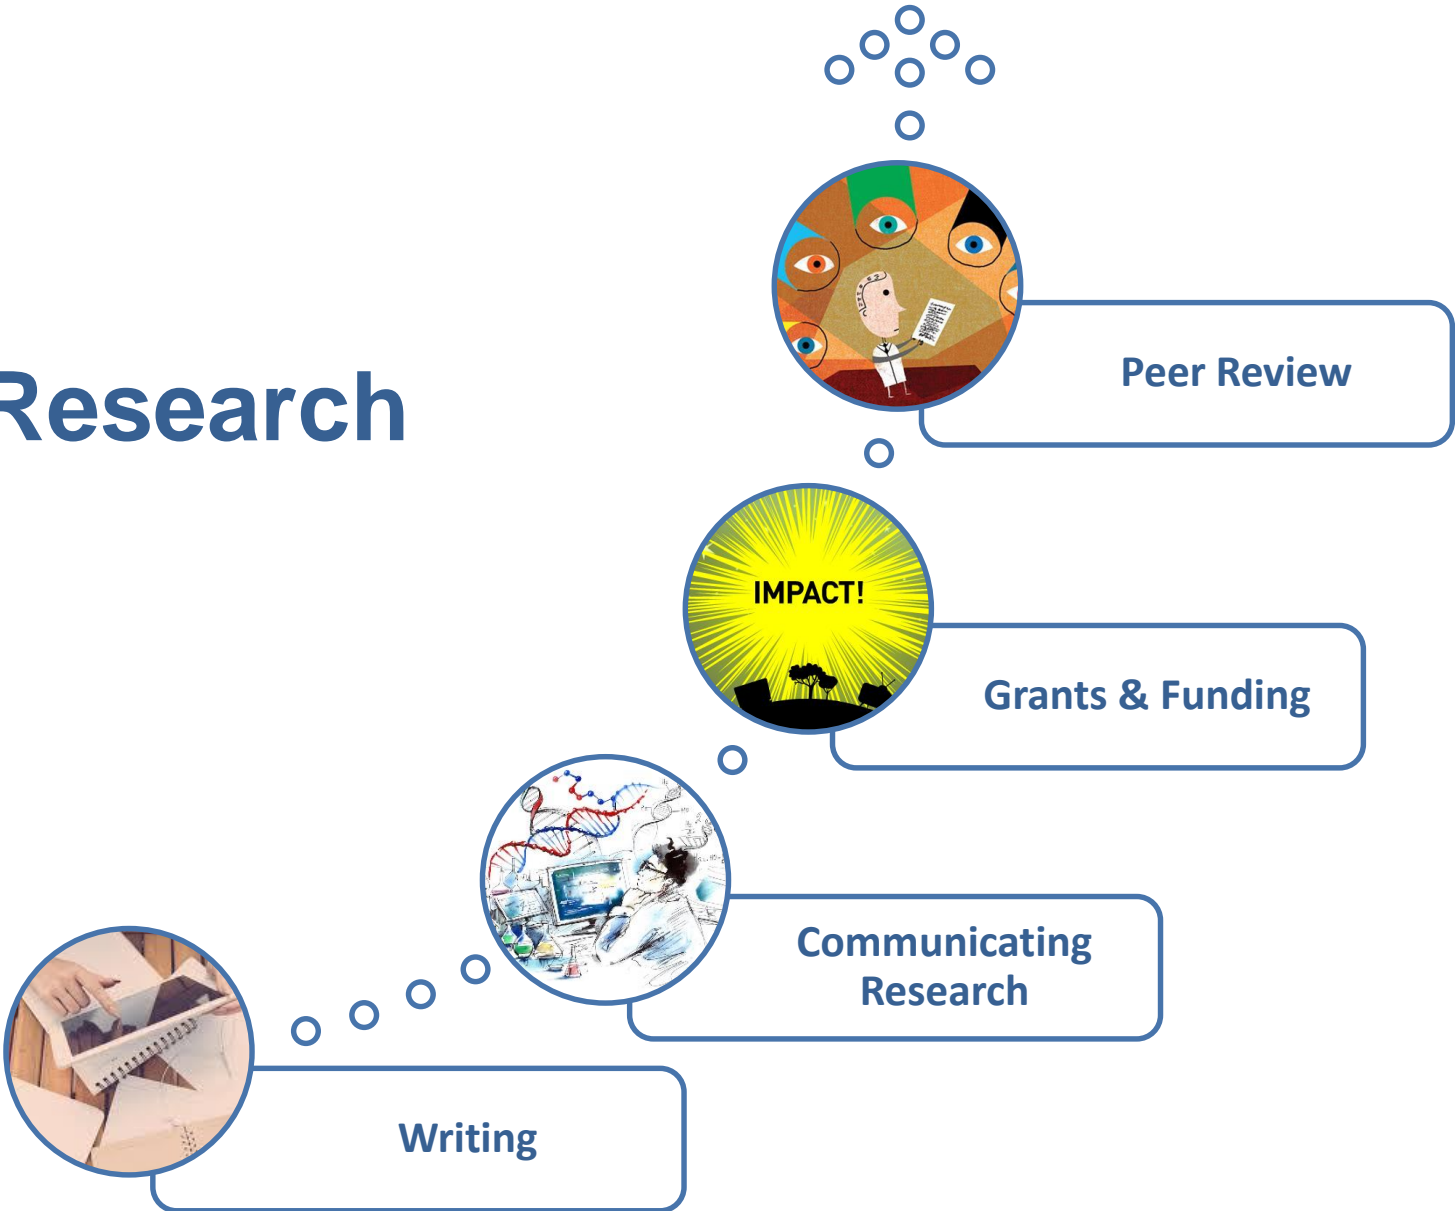 Research
Peer Review
IMPACT!
Grants & Funding
Communicating
Research
Writing